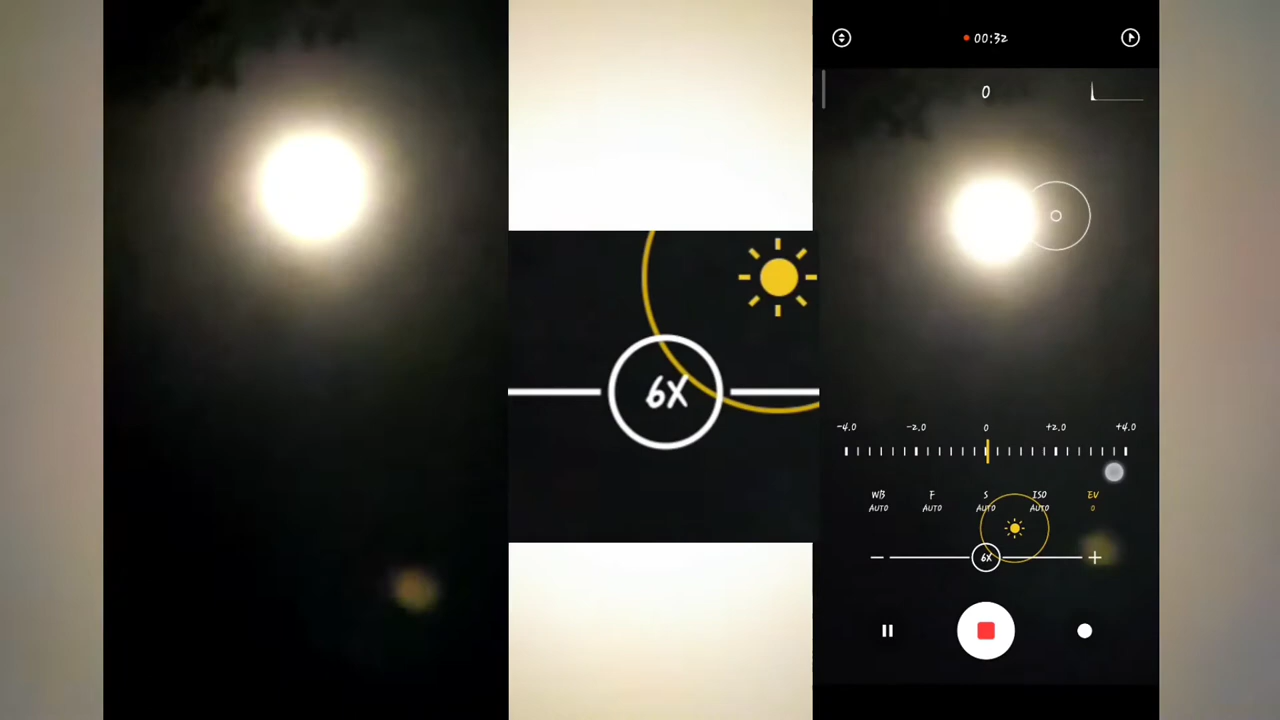 6X
00:32
0
-4.0 -2.0 0 +2.0 +4.0
WB F S ISO EV
AUTO AUTO AUTO AUTO 0
6X